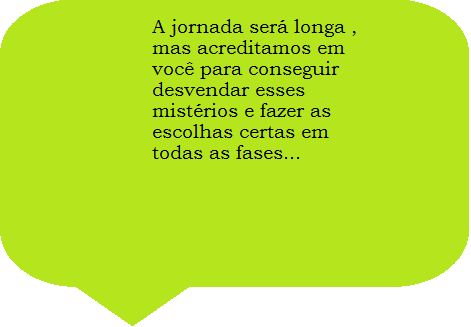 A jornada será longa ,
mas acreditamos em
você para conseguir
desvendar esses
mistérios e fazer as
escolhas certas em
todas as fases...